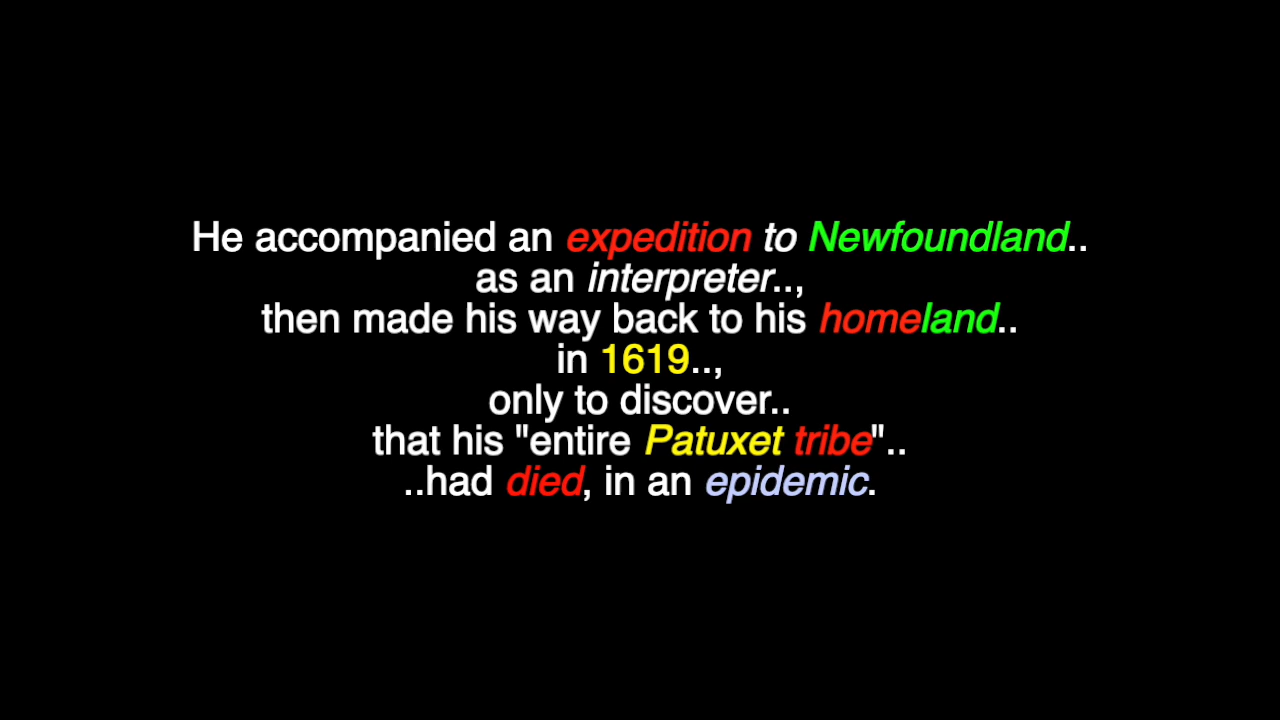 He accompanied an expedition to Newfoundland..
as an interpreter..,
then made his way back to his homeland..
in 1619..,
only to discover..
that his "entire Patuxet tribe"..
..had died, in an epidemic.